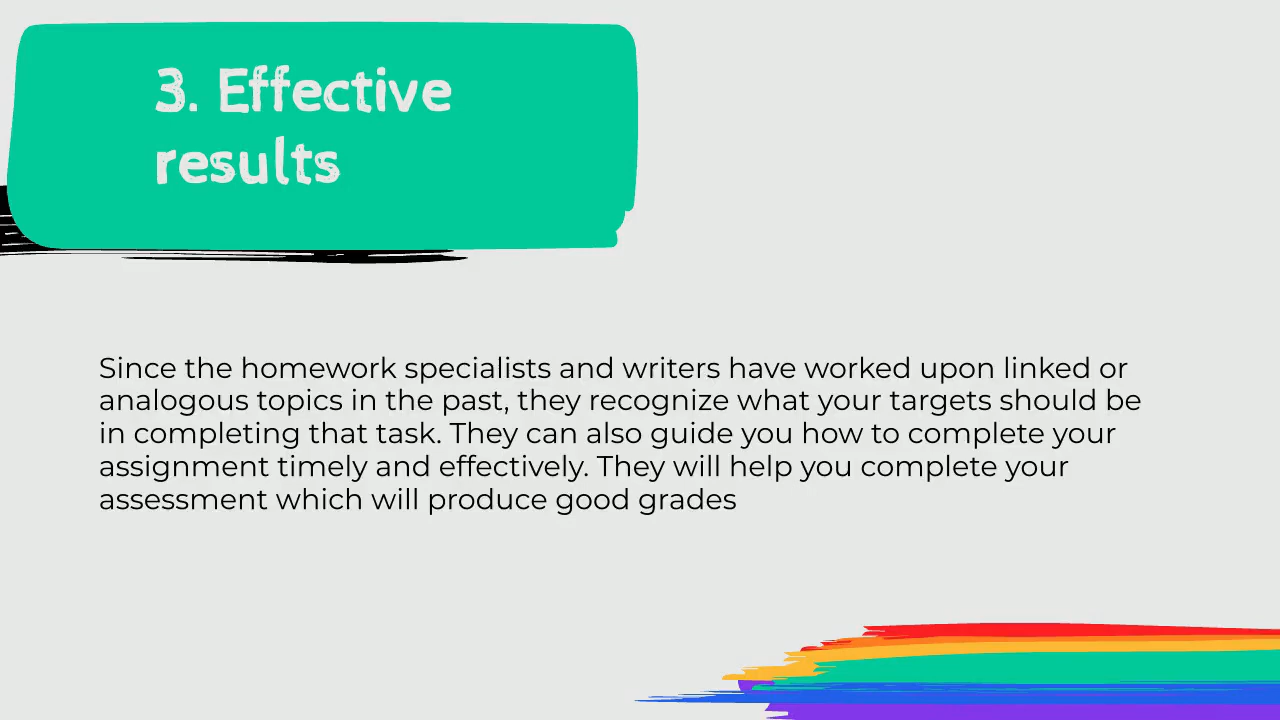 3. Effective
results
Since the homework specialists and writers have worked upon linked or
analogous topics in the past, they recognize what your targets should be
in completing that task. They can also guide you how to complete your
assignment timely and effectively. They will help you complete your
assessment which will produce good grades